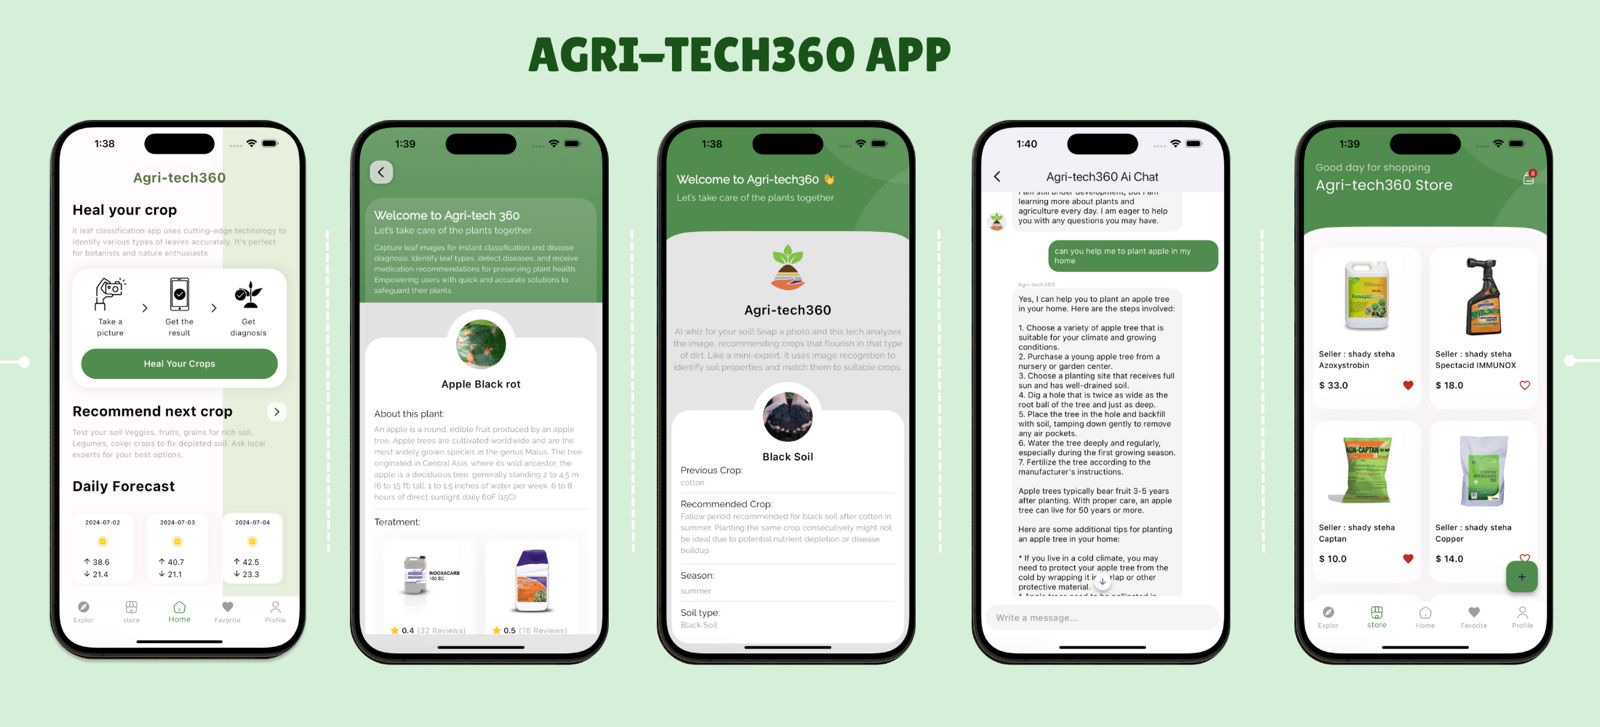 AGRI–TECH360 APP
1:38
Agri-tech360
Heal your crop
it leaf classification app uses cutting-edge technology to
identify various types of leaves accurately. It's perfect
for botanists and nature enthusiasts
Take a
picture
Get the
result
Get
diagnosis
Heal Your Crops
Recommend next crop
Test your soil Veggies, fruits, grains for rich soil.
Legumes, cover crops to fix depleted soil. Ask local
experts for your best options.
Daily Forecast
2024-07-02
↑ 38.6
↓ 21.4
2024-07-03
↑ 40.7
↓ 21.1
2024-07-04
↑ 42.5
↓ 23.3
Explor
store
Home
Favorite
Profile
1:39
Welcome to Agri-tech 360
Let's take care of the plants together
Capture leaf images for instant classification and disease
diagnosis. Identify leaf types, detect diseases, and receive
medication recommendations for preserving plant health.
Empowering users with quick and accurate solutions to
safeguard their plants.
Apple Black rot
About this plant:
An apple is a round, edible fruit produced by an apple
tree. Apple trees are cultivated worldwide and are the
most widely grown species in the genus Malus. The tree
originated in Central Asia, where its wild ancestor, the
apple is a deciduous tree, generally standing 2 to 4.5 m
(6 to 15 ft) tall. 1 to 1.5 inches of water per week. 6 to 8
hours of direct sunlight daily 60F (15C)
Teratment:
INDOXACARB
150 EC
0.4 (32 Reviews)
0.5 (76 Reviews)
1:38
Welcome to Agri-tech360 👋
Let's take care of the plants together
Agri-tech360
AI whiz for your soil! Snap a photo and this tech analyzes
the image, recommending crops that flourish in that type
of dirt. Like a mini-expert, it uses image recognition to
identify soil properties and match them to suitable crops.
Black Soil
Previous Crop:
cotton
Recommended Crop:
Fallow period recommended for black soil after cotton in
summer. Planting the same crop consecutively might not
be ideal due to potential nutrient depletion or disease
buildup.
Season:
summer
Soil type:
Black Soil
1:40
Agri-tech360 Ai Chat
I am still under development, but I am
learning more about plants and
agriculture every day. I am eager to help
you with any questions you may have.
can you help me to plant apple in my
home
Agri-tech360
Yes, I can help you to plant an apple tree
in your home. Here are the steps involved:
1. Choose a variety of apple tree that is
suitable for your climate and growing
conditions.
2. Purchase a young apple tree from a
nursery or garden center.
3. Choose a planting site that receives full
sun and has well-drained soil.
4. Dig a hole that is twice as wide as the
root ball of the tree and just as deep.
5. Place the tree in the hole and backfill
with soil, tamping down gently to remove
any air pockets.
6. Water the tree deeply and regularly,
especially during the first growing season.
7. Fertilize the tree according to the
manufacturer's instructions.
Apple trees typically bear fruit 3-5 years
after planting. With proper care, an apple
tree can live for 50 years or more.
Here are some additional tips for planting
an apple tree in your home:
* If you live in a cold climate, you may
need to protect your apple tree from the
cold by wrapping it in rlap or other
protective material.
* Apple trees need to be pollinated in
Write a message...
1:39
Good day for shopping
Agri-tech360 Store
8
Seller : shady steha
Azoxystrobin
$ 33.0
Seller : shady steha
Spectacid IMMUNOX
$ 18.0
AGN-CAPTAN
Seller : shady steha
Captan
$ 10.0
COPPER
Seller : shady steha
Copper
$ 14.0
+
Explor
store
Home
Favorite
Profile